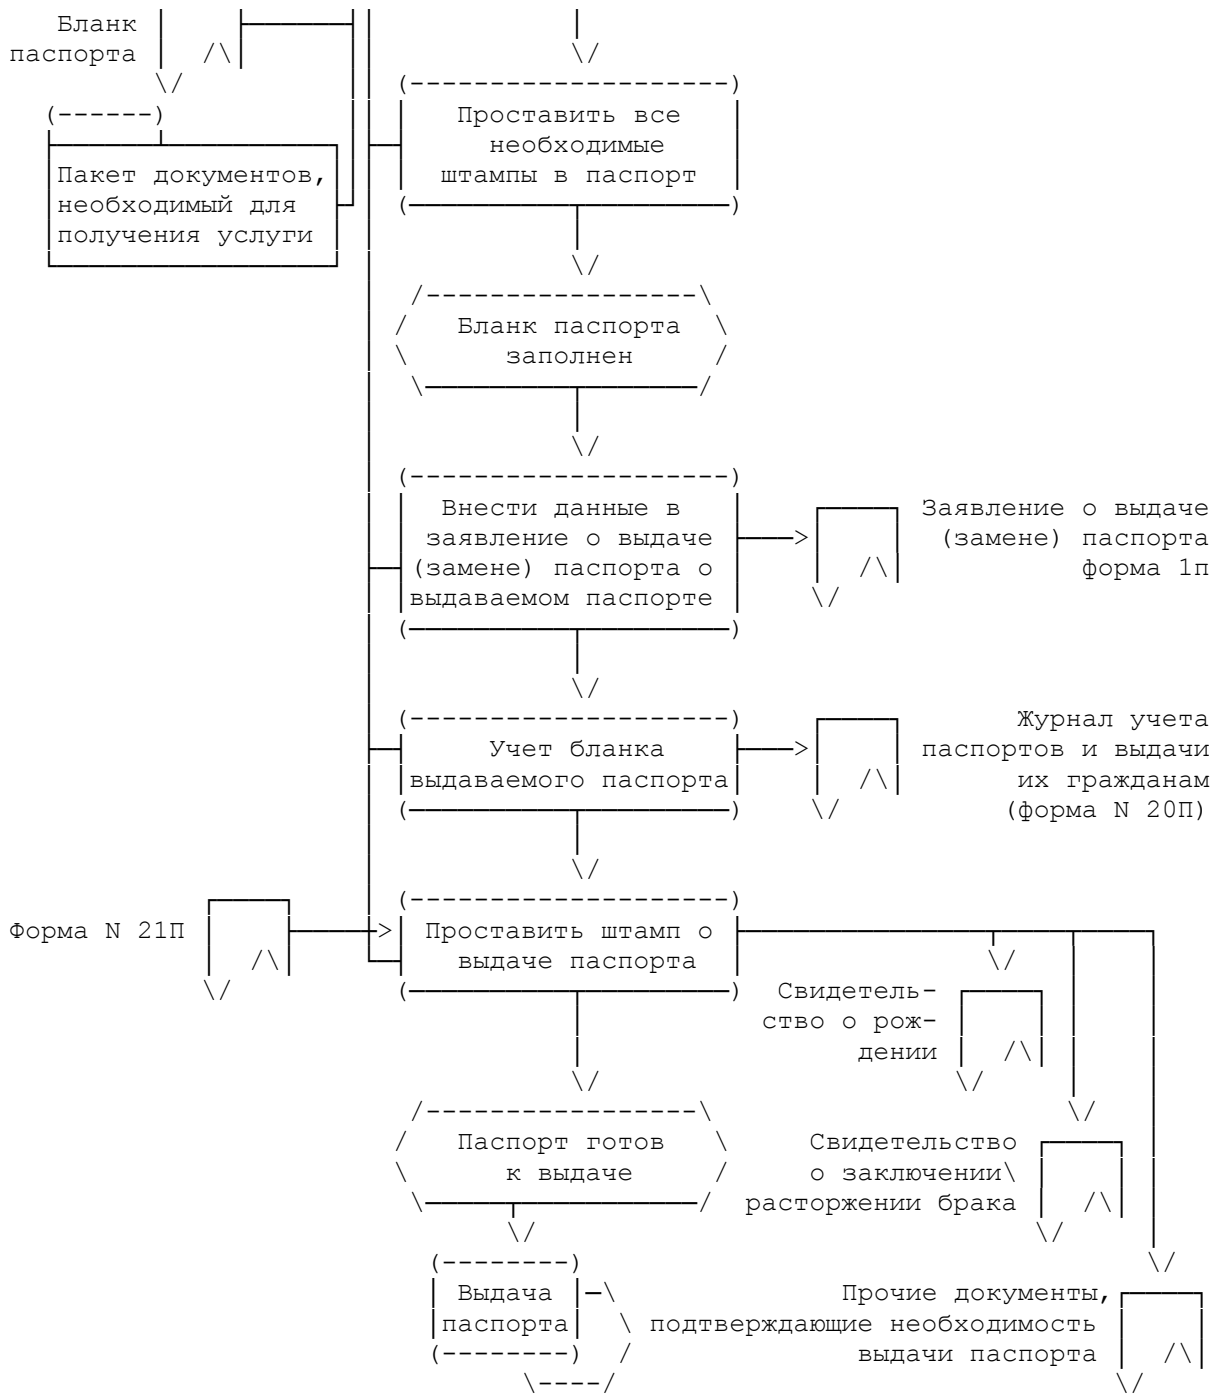 Бланк
паспорта
Проставить все
необходимые
штампы в паспорт
Пакет документов,
необходимый для
получения услуги
Бланк паспорта
заполнен
Внести данные в
заявление о выдаче
(замене) паспорта о
выдаваемом паспорте
Заявление о выдаче
(замене) паспорта
форма 1п
Учет бланка
выдаваемого паспорта
Журнал учета
паспортов и выдачи
их гражданам
(форма N 20П)
Форма N 21П
Проставить штамп о
выдаче паспорта
Свидетель-
ство о рож-
дении
Паспорт готов
к выдаче
Свидетельство
о заключении\
расторжении брака
Выдача
паспорта
Прочие документы,
подтверждающие необходимость
выдачи паспорта